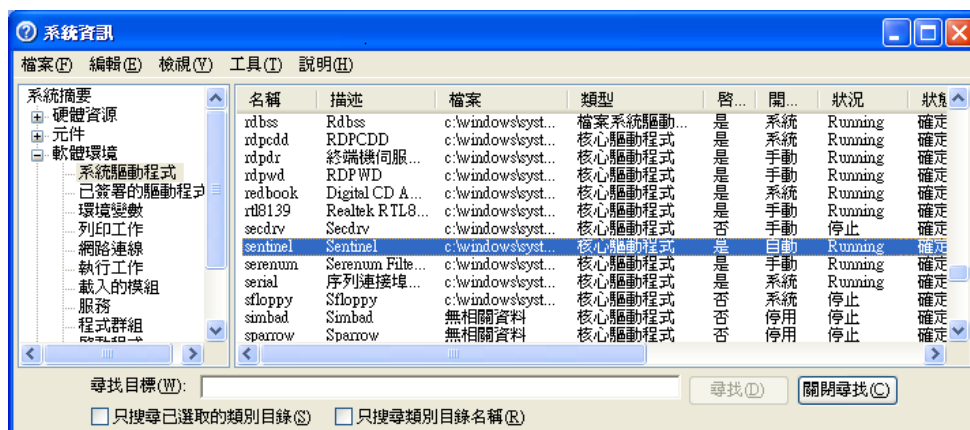 系統資訊
檔案(F) 編輯(E) 檢視(V) 工具(T) 說明(H)
系統摘要
硬體資源
元件
軟體環境
系統驅動程式
已簽署的驅動程式
環境變數
列印工作
網路連線
執行工作
載入的模組
服務
程式群組
啟動程式
名稱 描述 檔案 類型 啓... 開... 狀況 狀態
rdbss Rdbss c:\windows\syst... 檔案系統驅動... 是 系統 Running 確定
rdpcdd RDPCDD c:\windows\syst... 核心驅動程式 是 系統 Running 確定
rdpdr 終端機伺服... c:\windows\syst... 核心驅動程式 是 手動 Running 確定
rdpwd RDPWD c:\windows\syst... 核心驅動程式 是 手動 Running 確定
redbook Digital CD A... c:\windows\syst... 核心驅動程式 是 系統 Running 確定
rtl8139 Realtek RTL8... c:\windows\syst... 核心驅動程式 是 手動 Running 確定
secdrv Secdrv c:\windows\syst... 核心驅動程式 否 手動 停止 確定
sentinel Sentinel c:\windows\syst... 核心驅動程式 是 自動 Running 確定
serenum Serenum Filte... c:\windows\syst... 核心驅動程式 是 手動 Running 確定
serial 序列連接埠... c:\windows\syst... 核心驅動程式 是 系統 Running 確定
sfloppy Sfloppy c:\windows\syst... 核心驅動程式 否 系統 停止 確定
simbad Simbad 無相關資料 核心驅動程式 否 停用 停止 確定
sparrow Sparrow 無相關資料 核心驅動程式 否 停用 停止 確定
尋找目標(W): 尋找(D) 關閉尋找(C)
只搜尋已選取的類別目錄(S) 只搜尋類別目錄名稱(R)